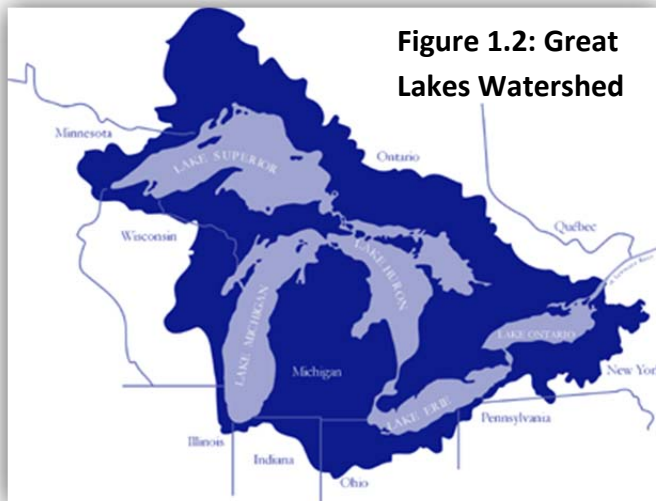 Figure 1.2: Great
Lakes Watershed
Minnesota
LAKE SUPERIOR
Ontario
Wisconsin
Québec
LAKE HURON
LAKE MICHIGAN
LAKE ONTARIO
Michigan
New York
LAKE ERIE
Pennsylvania
Illinois
Indiana
Ohio